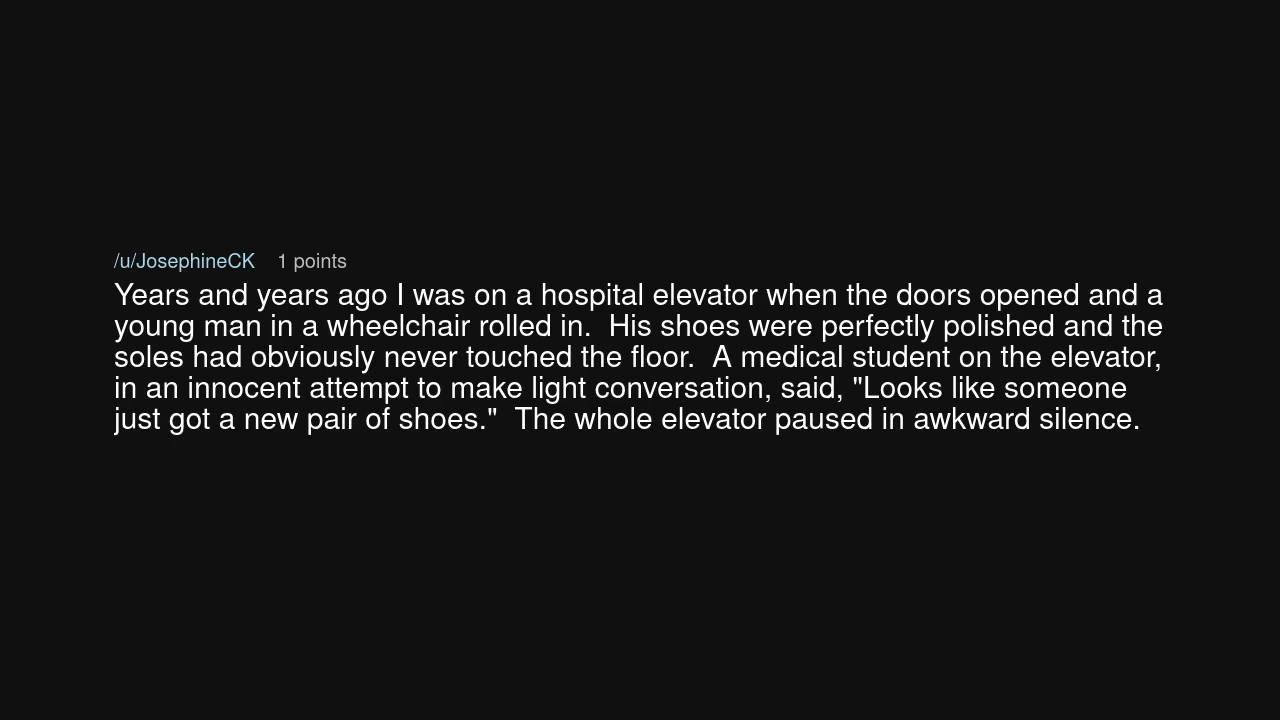 /u/JosephineCK 1 points
Years and years ago I was on a hospital elevator when the doors opened and a
young man in a wheelchair rolled in.  His shoes were perfectly polished and the
soles had obviously never touched the floor.  A medical student on the elevator,
in an innocent attempt to make light conversation, said, "Looks like someone
just got a new pair of shoes."  The whole elevator paused in awkward silence.